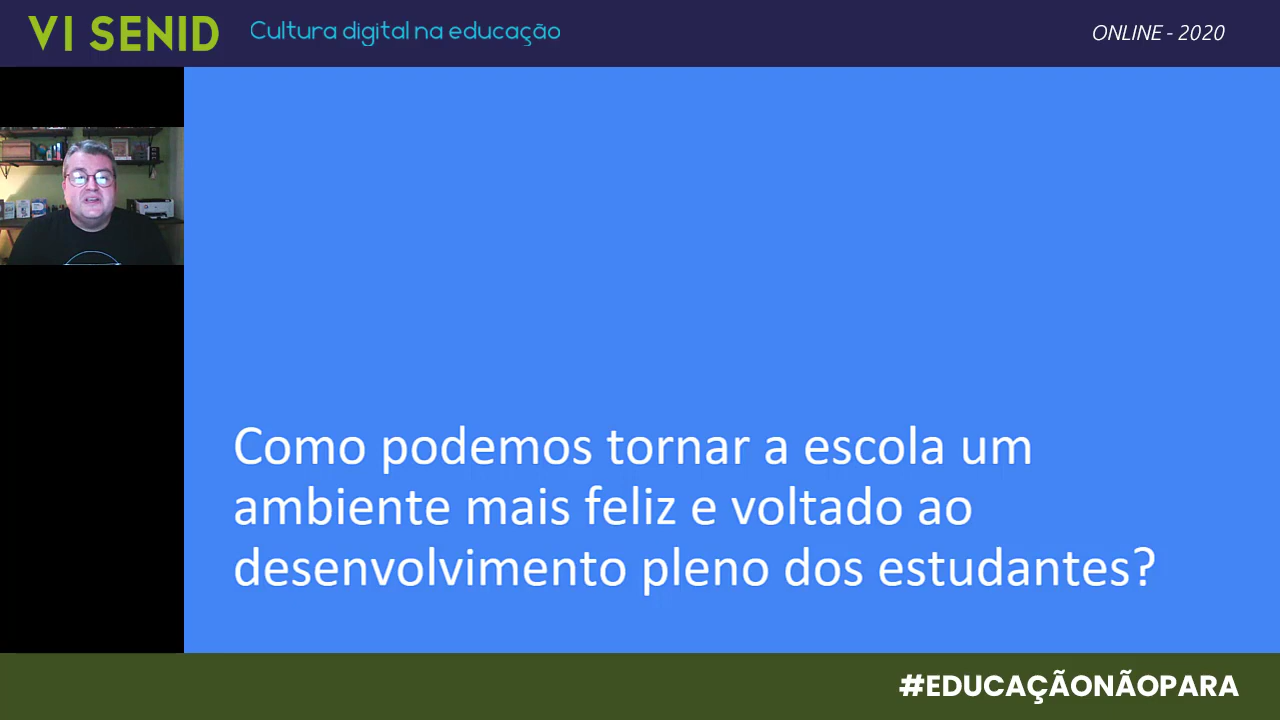 VI SENID
Cultura digital na educação
ONLINE - 2020
Como podemos tornar a escola um
ambiente mais feliz e voltado ao
desenvolvimento pleno dos estudantes?
#EDUCAÇÃONÃOPARA